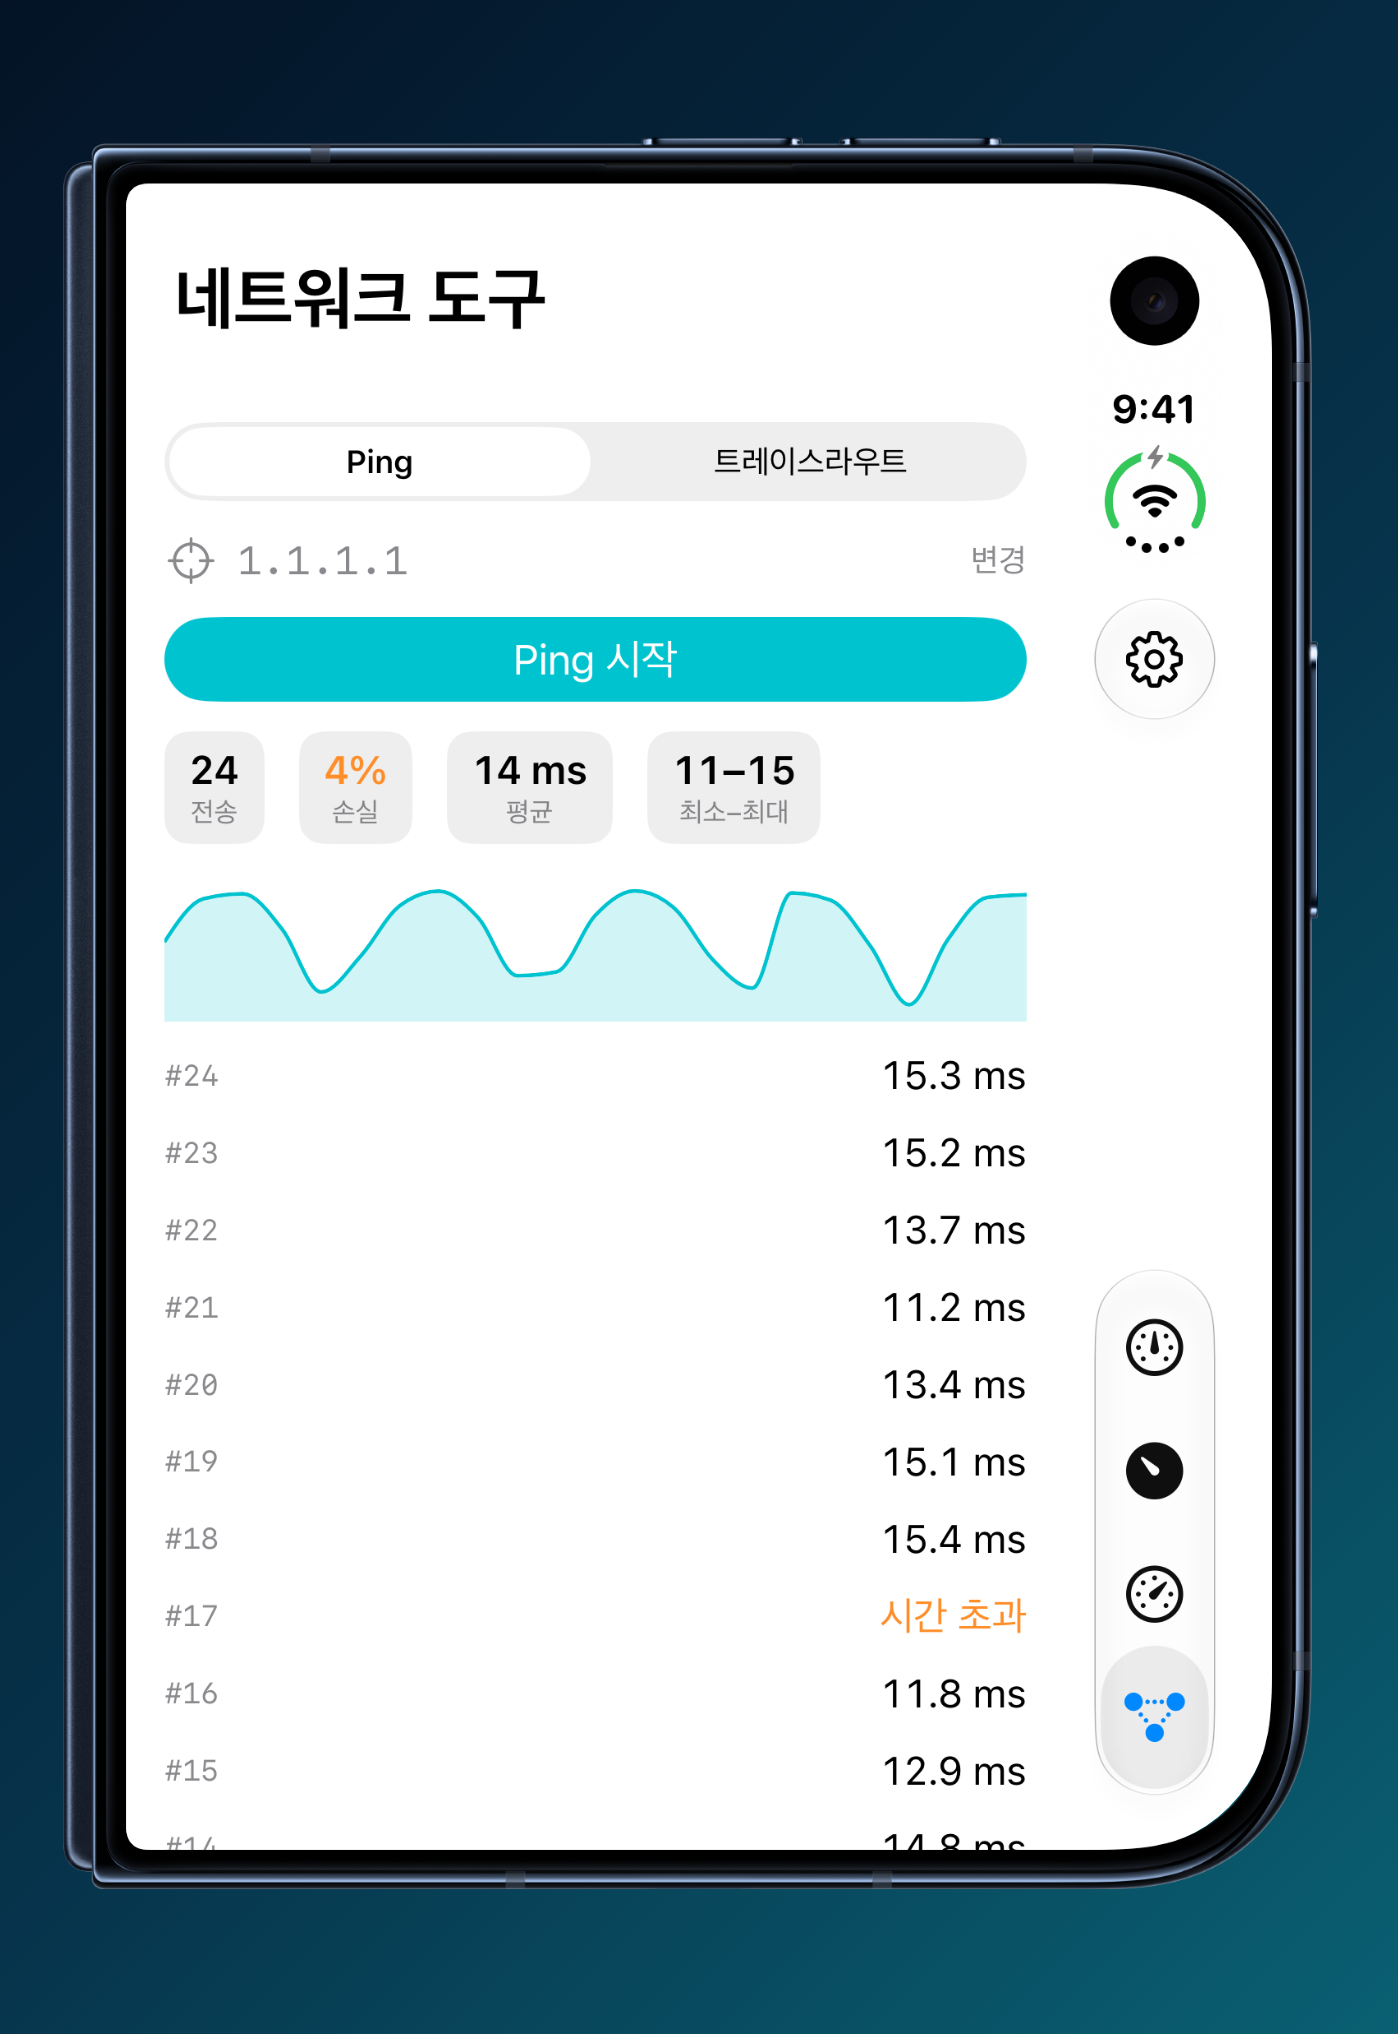 네트워크 도구
9:41
Ping
트레이스라우트
1.1.1.1
변경
Ping 시작
24
전송
4%
손실
14 ms
평균
11–15
최소–최대
#24 15.3 ms
#23 15.2 ms
#22 13.7 ms
#21 11.2 ms
#20 13.4 ms
#19 15.1 ms
#18 15.4 ms
#17 시간 초과
#16 11.8 ms
#15 12.9 ms
#14 14.8 ms